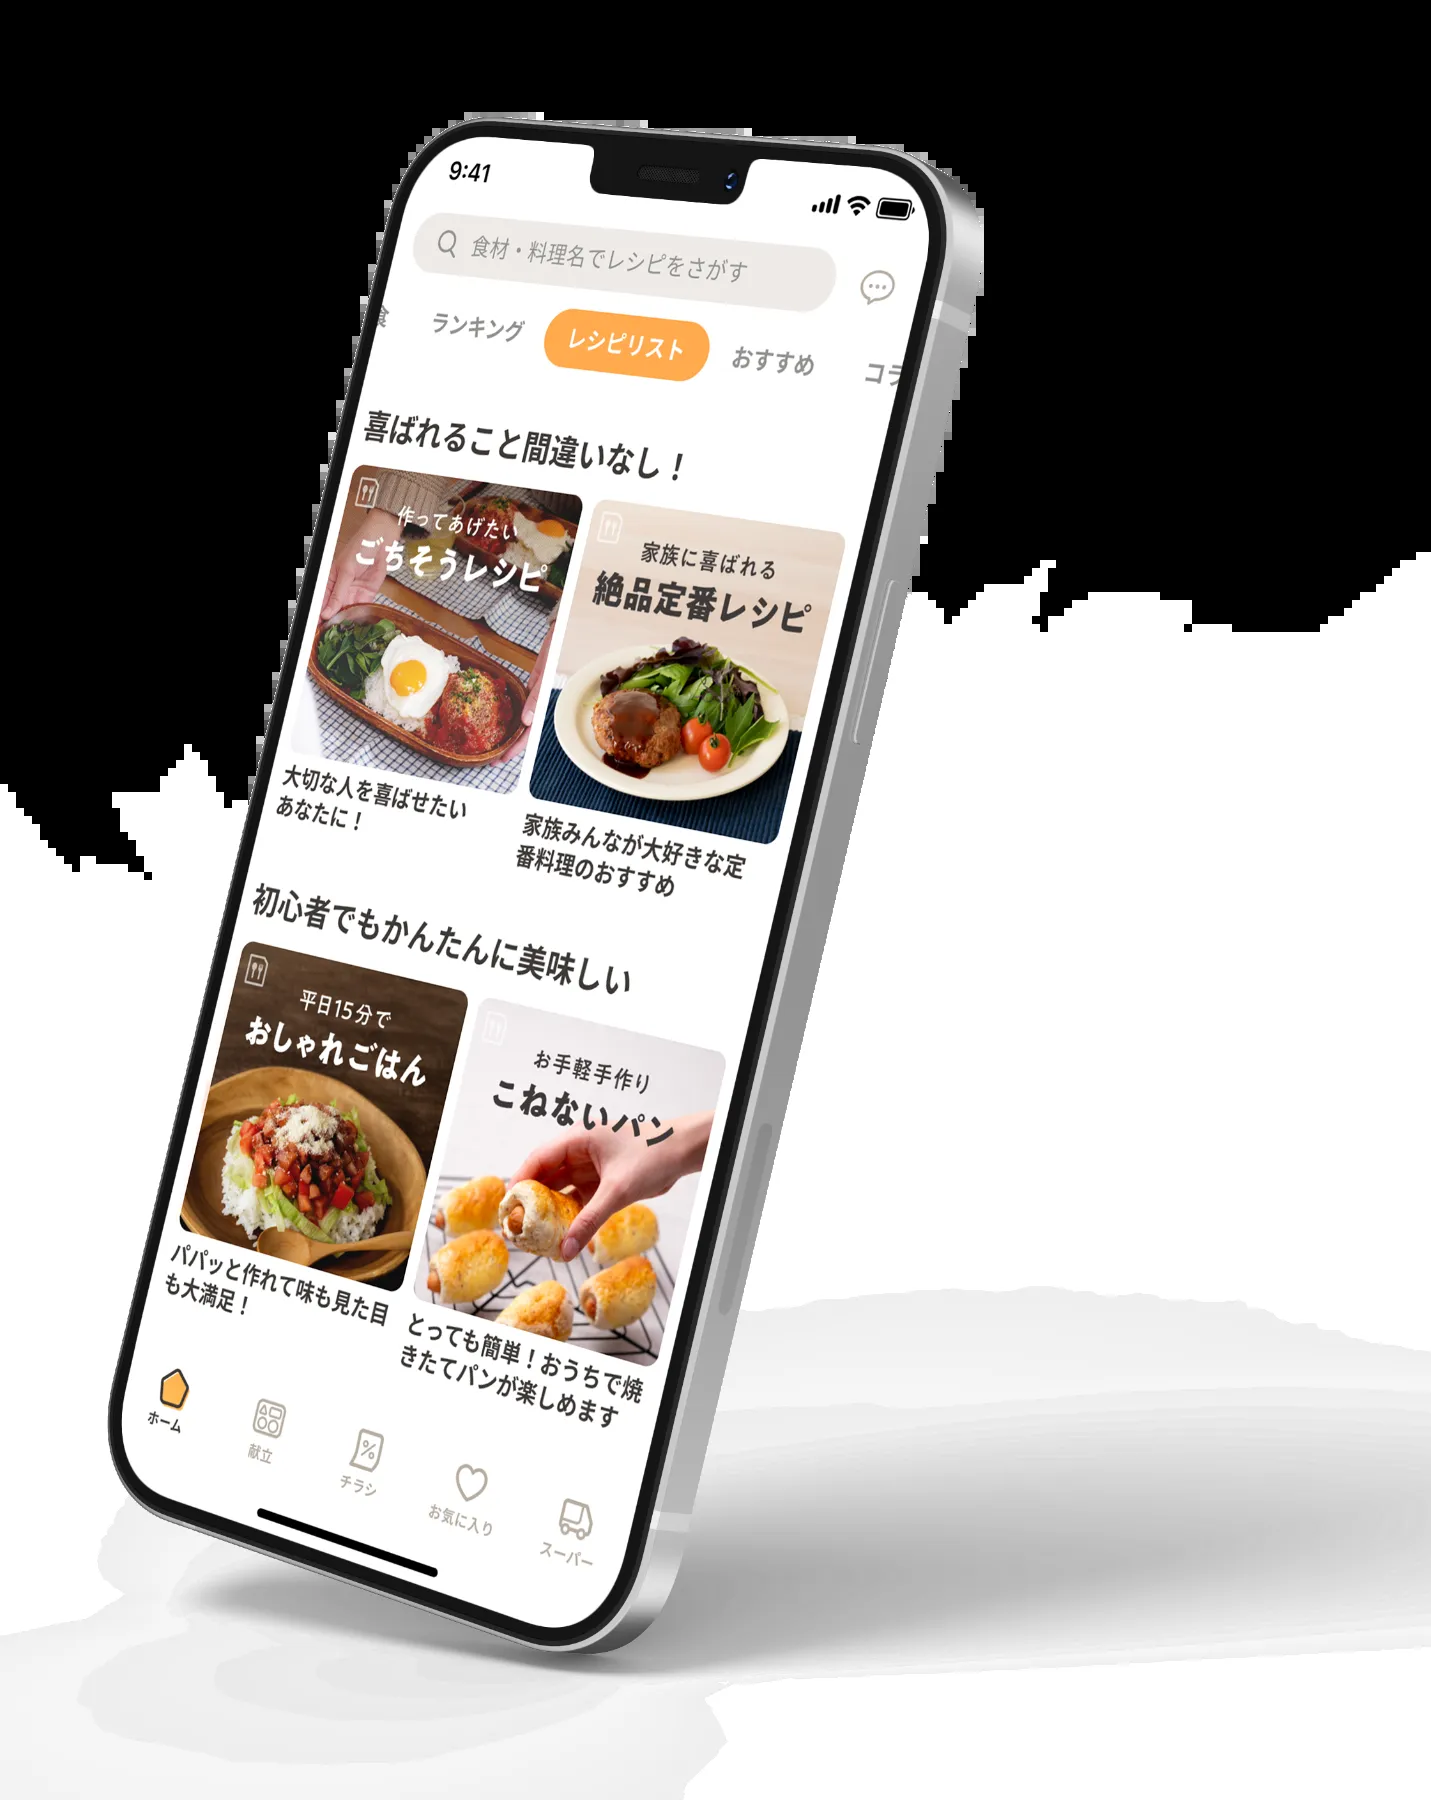 9:41
食材・料理名でレシピをさがす
食 ランキング レシピリスト おすすめ コラ
喜ばれること間違いなし！
作ってあげたい
ごちそうレシピ
家族に喜ばれる
絶品定番レシピ
大切な人を喜ばせたい
あなたに！
家族みんなが大好きな定
番料理のおすすめ
初心者でもかんたんに美味しい
平日15分で
おしゃれごはん
お手軽手作り
こねないパン
パパッと作れて味も見た目
も大満足！
とっても簡単！おうちで焼
きたてパンが楽しめます
ホーム
献立
チラシ
お気に入り
スーパー